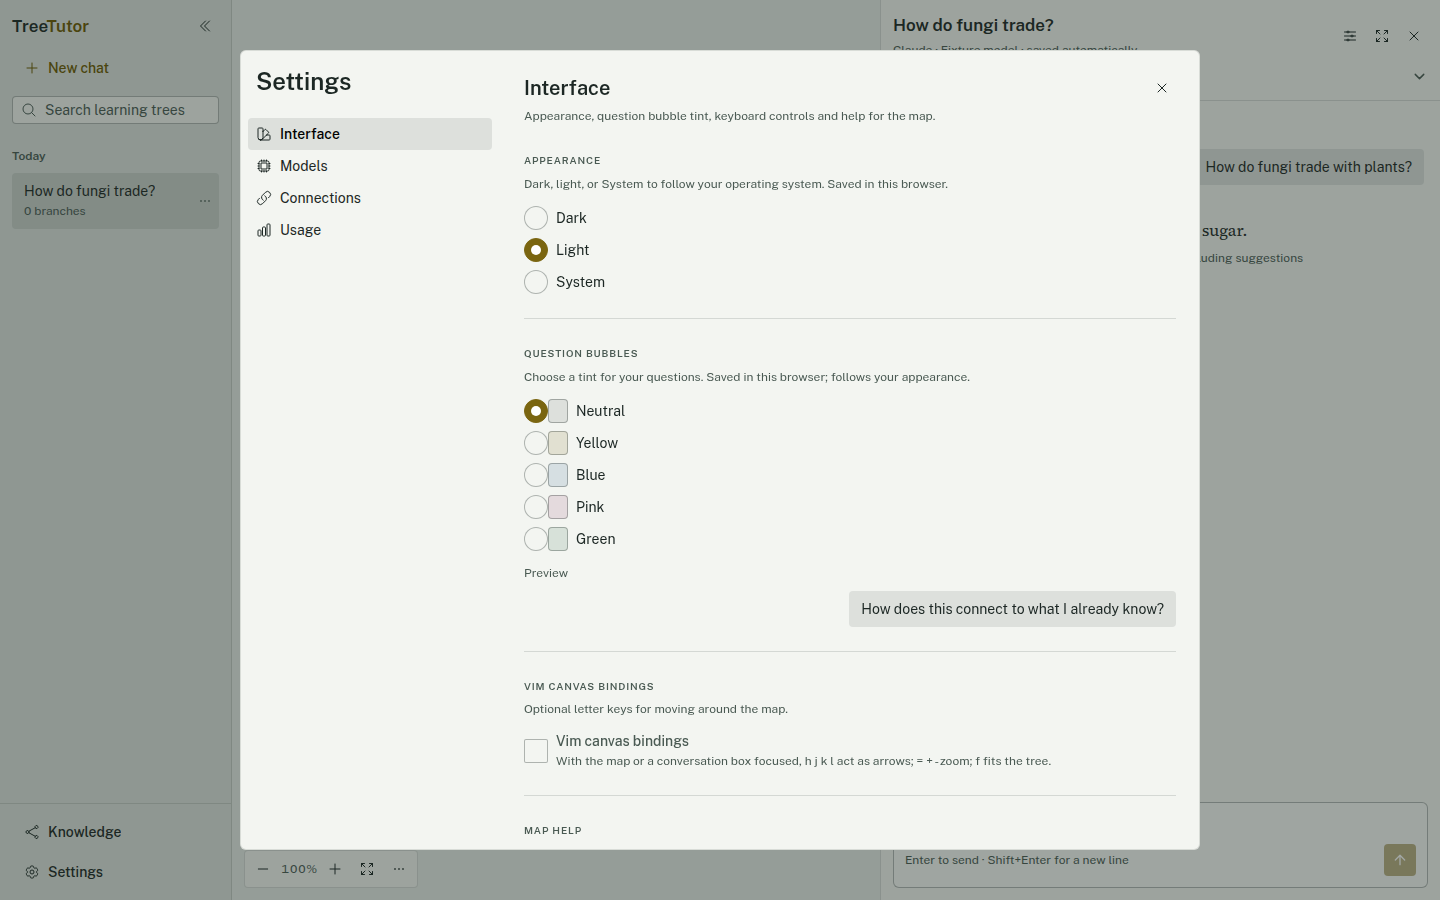 TreeTutor
New chat
Search learning trees
Today
How do fungi trade?
0 branches
Knowledge
Settings
Settings
Interface
Models
Connections
Usage
Interface
Appearance, question bubble tint, keyboard controls and help for the map.
APPEARANCE
Dark, light, or System to follow your operating system. Saved in this browser.
Dark
Light
System
QUESTION BUBBLES
Choose a tint for your questions. Saved in this browser; follows your appearance.
Neutral
Yellow
Blue
Pink
Green
Preview
How does this connect to what I already know?
VIM CANVAS BINDINGS
Optional letter keys for moving around the map.
Vim canvas bindings
With the map or a conversation box focused, h j k l act as arrows; = + - zoom; f fits the tree.
MAP HELP
100%
How do fungi trade?
Claude · Fixture model · saved automatically
How do fungi trade with plants?
sugar.
uding suggestions
Enter to send · Shift+Enter for a new line